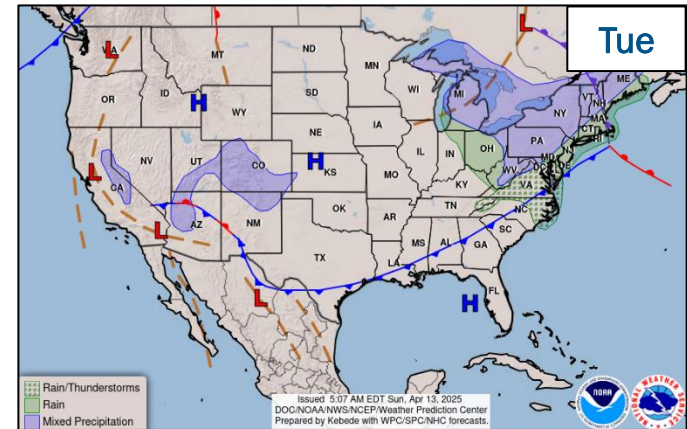 Tue
L
L
WA
MT
ND
MN
ME
OR
ID
H
WY
SD
WI
MI
VT
NH
NY
MA
CT
RI
L
NV
UT
CO
NE
H
KS
IA
IL
IN
OH
PA
NJ
MD
DE
DC
WV
VA
CA
MO
KY
L
AZ
NM
OK
AR
TN
NC
SC
L
TX
LA
MS
AL
GA
H
FL
Rain/Thunderstorms
Rain
Mixed Precipitation
Issued 5:07 AM EDT Sun, Apr 13, 2025
DOC/NOAA/NWS/NCEP/Weather Prediction Center
Prepared by Kebede with WPC/SPC/NHC forecasts.
NOAA
NATIONAL WEATHER SERVICE